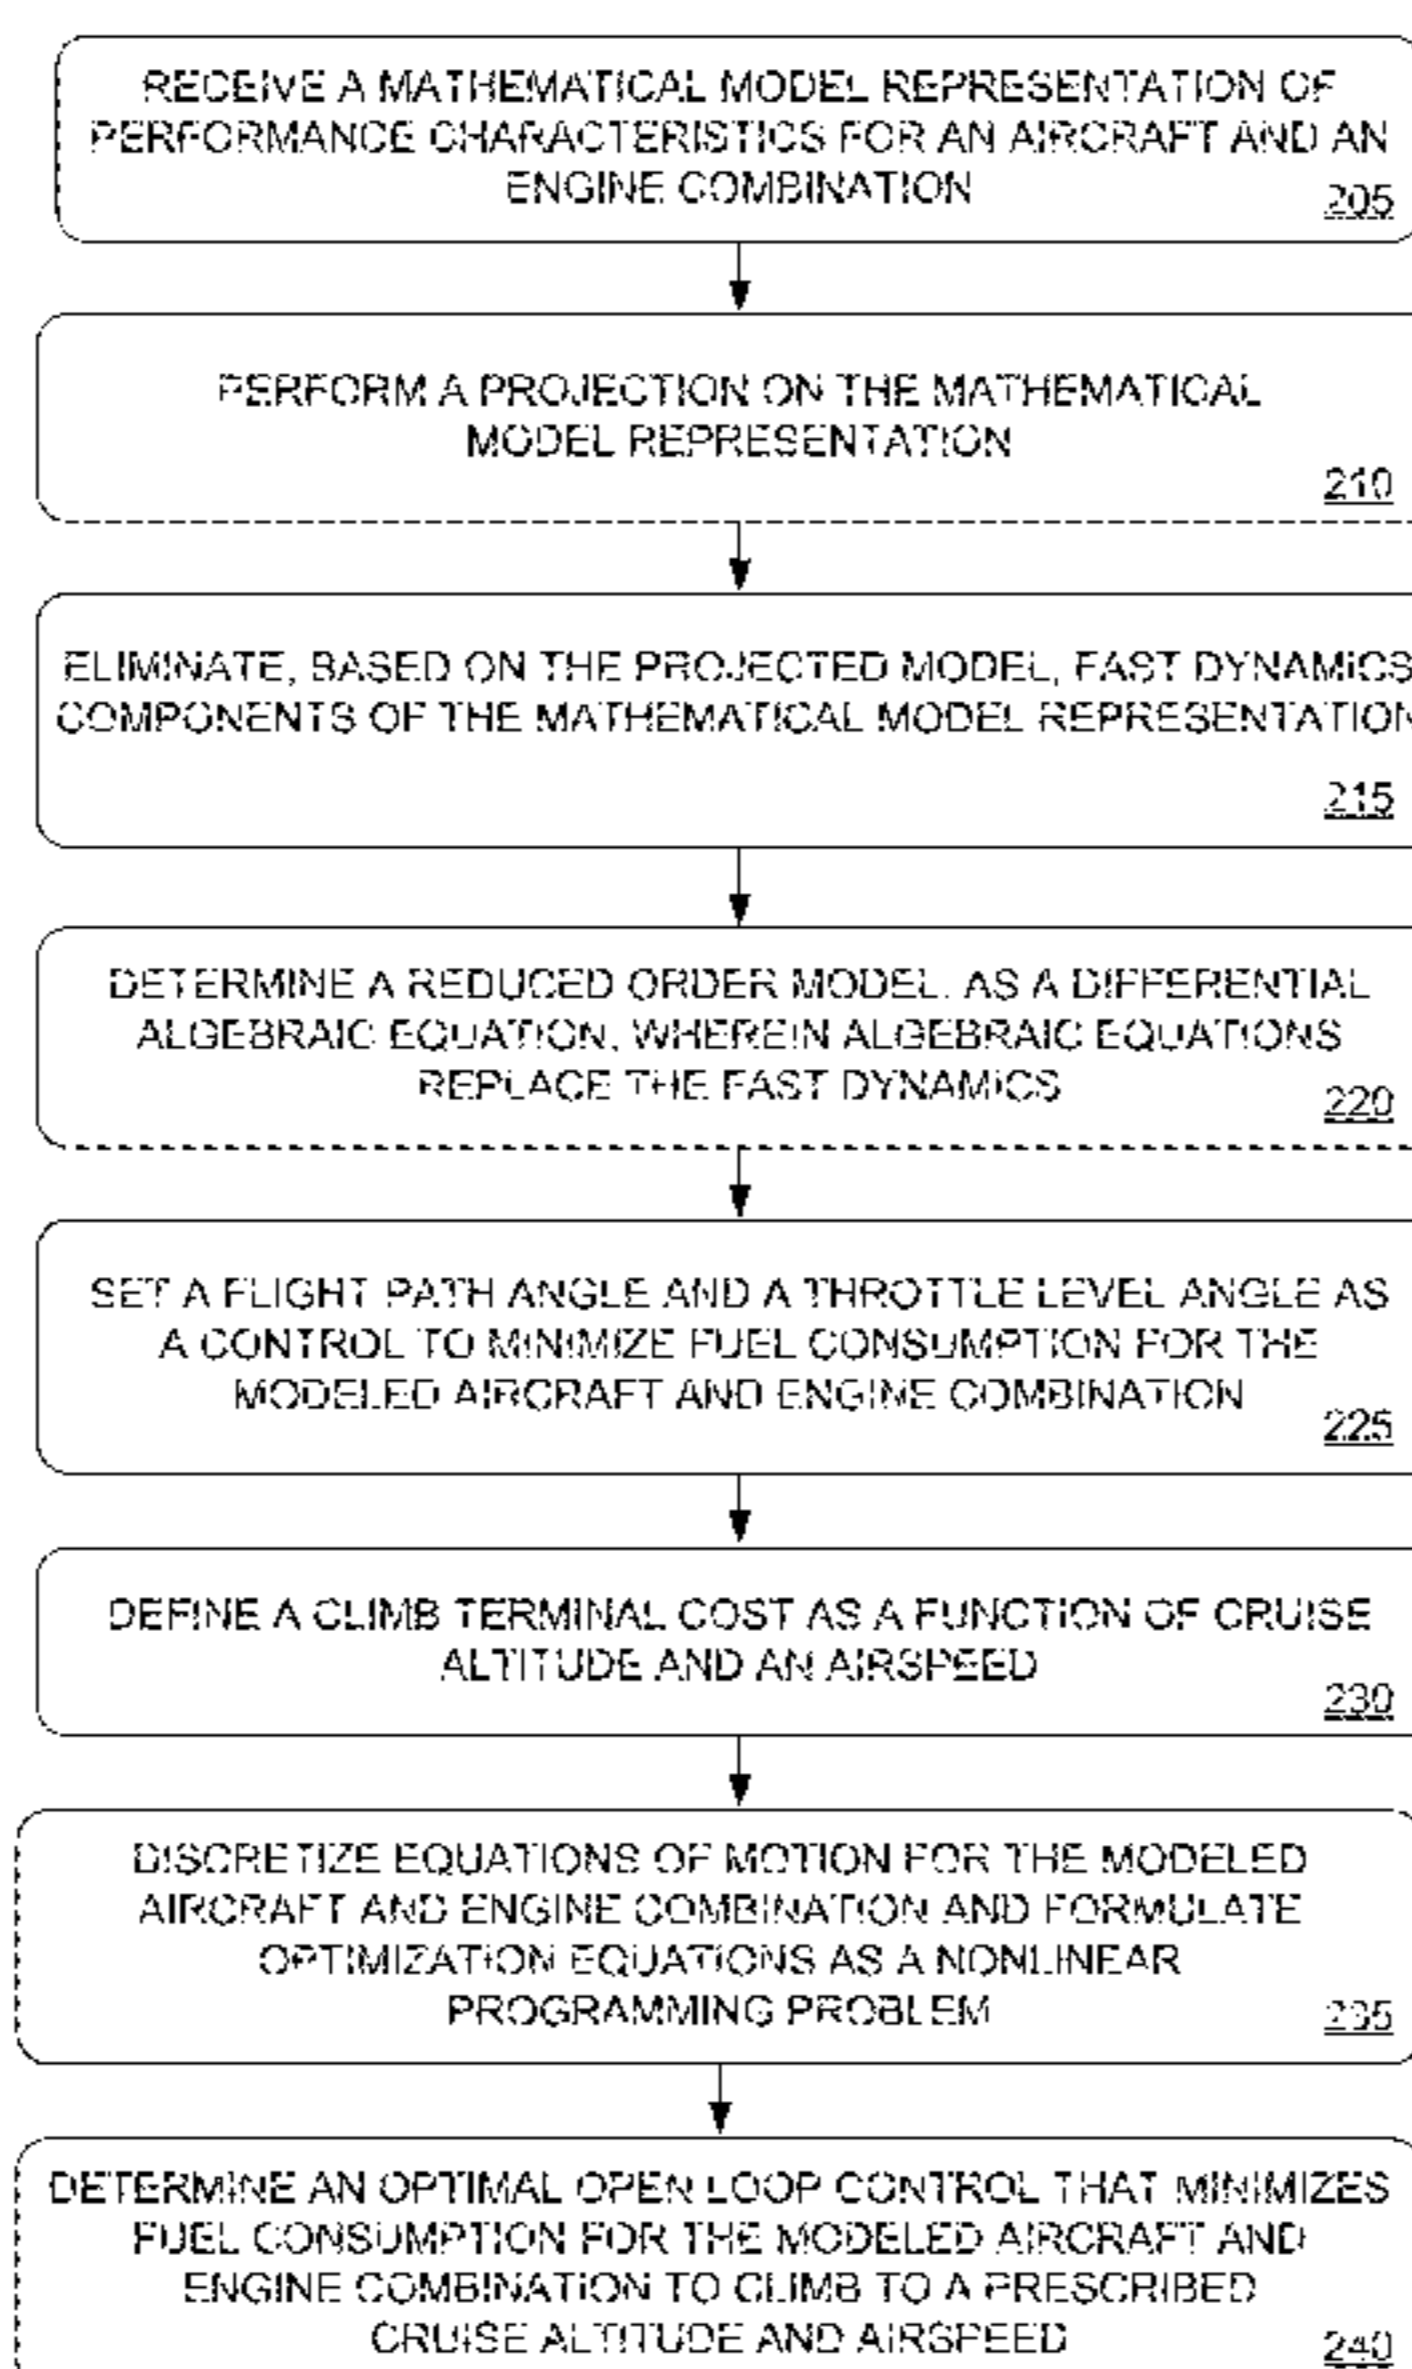 RECEIVE A MATHEMATICAL MODEL REPRESENTATION OF
PERFORMANCE CHARACTERISTICS FOR AN AIRCRAFT AND AN
ENGINE COMBINATION
205
PERFORM A PROJECTION ON THE MATHEMATICAL
MODEL REPRESENTATION
210
ELIMINATE, BASED ON THE PROJECTED MODEL, FAST DYNAMICS
COMPONENTS OF THE MATHEMATICAL MODEL REPRESENTATION
215
DETERMINE A REDUCED ORDER MODEL, AS A DIFFERENTIAL
ALGEBRAIC EQUATION, WHEREIN ALGEBRAIC EQUATIONS
REPLACE THE FAST DYNAMICS
220
SET A FLIGHT PATH ANGLE AND A THROTTLE LEVEL ANGLE AS
A CONTROL TO MINIMIZE FUEL CONSUMPTION FOR THE
MODELED AIRCRAFT AND ENGINE COMBINATION
225
DEFINE A CLIMB TERMINAL COST AS A FUNCTION OF CRUISE
ALTITUDE AND AN AIRSPEED
230
DISCRETIZE EQUATIONS OF MOTION FOR THE MODELED
AIRCRAFT AND ENGINE COMBINATION AND FORMULATE
OPTIMIZATION EQUATIONS AS A NONLINEAR
PROGRAMMING PROBLEM
235
DETERMINE AN OPTIMAL OPEN LOOP CONTROL THAT MINIMIZES
FUEL CONSUMPTION FOR THE MODELED AIRCRAFT AND
ENGINE COMBINATION TO CLIMB TO A PRESCRIBED
CRUISE ALTITUDE AND AIRSPEED
240